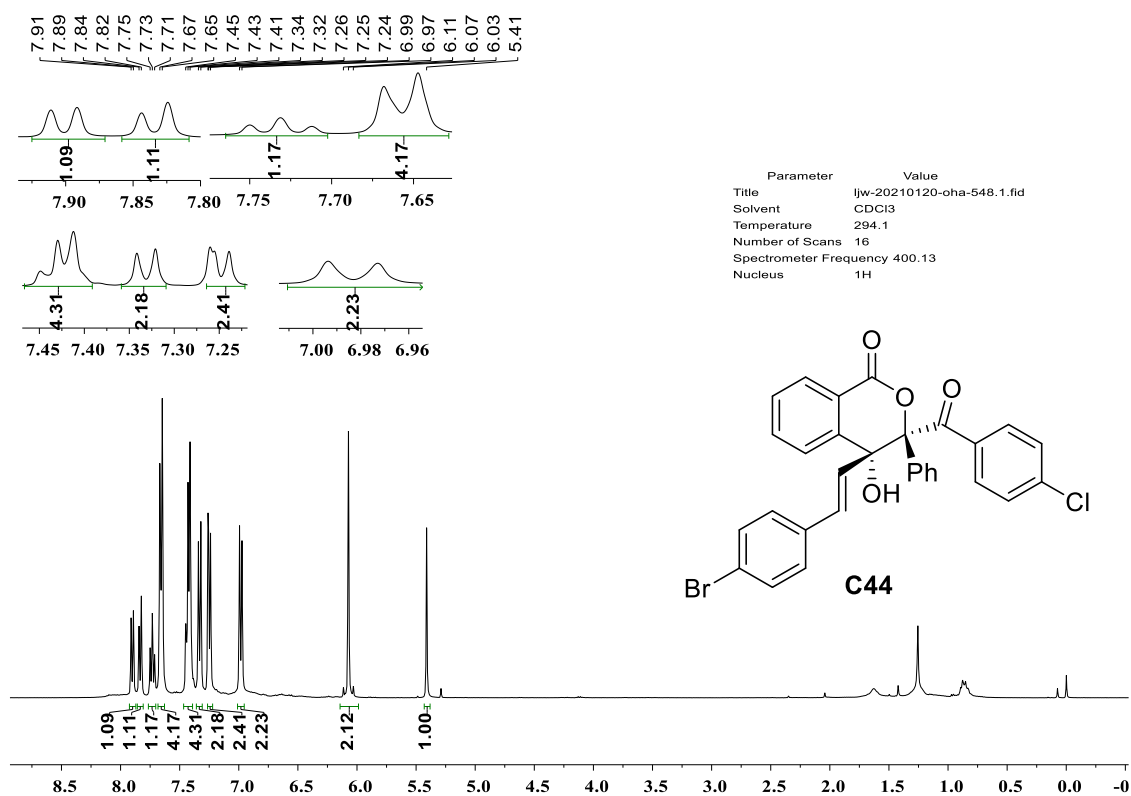 7.91 7.89 7.84 7.82 7.75 7.73 7.71 7.67 7.65 7.45 7.43 7.41 7.34 7.32 7.26 7.25 7.24 6.99 6.97 6.11 6.07 6.03 5.41
1.09 1.11 1.17 4.17
7.90 7.85 7.80 7.75 7.70 7.65
4.31 2.18 2.41 2.23
7.45 7.40 7.35 7.30 7.25 7.00 6.98 6.96
Parameter Value
Title ljw-20210120-oha-548.1.fid
Solvent CDCl3
Temperature 294.1
Number of Scans 16
Spectrometer Frequency 400.13
Nucleus 1H
O
O
O
Ph
OH
Cl
Br
C44
1.09 1.11 1.17 4.17 4.31 2.18 2.41 2.23 2.12 1.00
8.5 8.0 7.5 7.0 6.5 6.0 5.5 5.0 4.5 4.0 3.5 3.0 2.5 2.0 1.5 1.0 0.5 0.0 -0